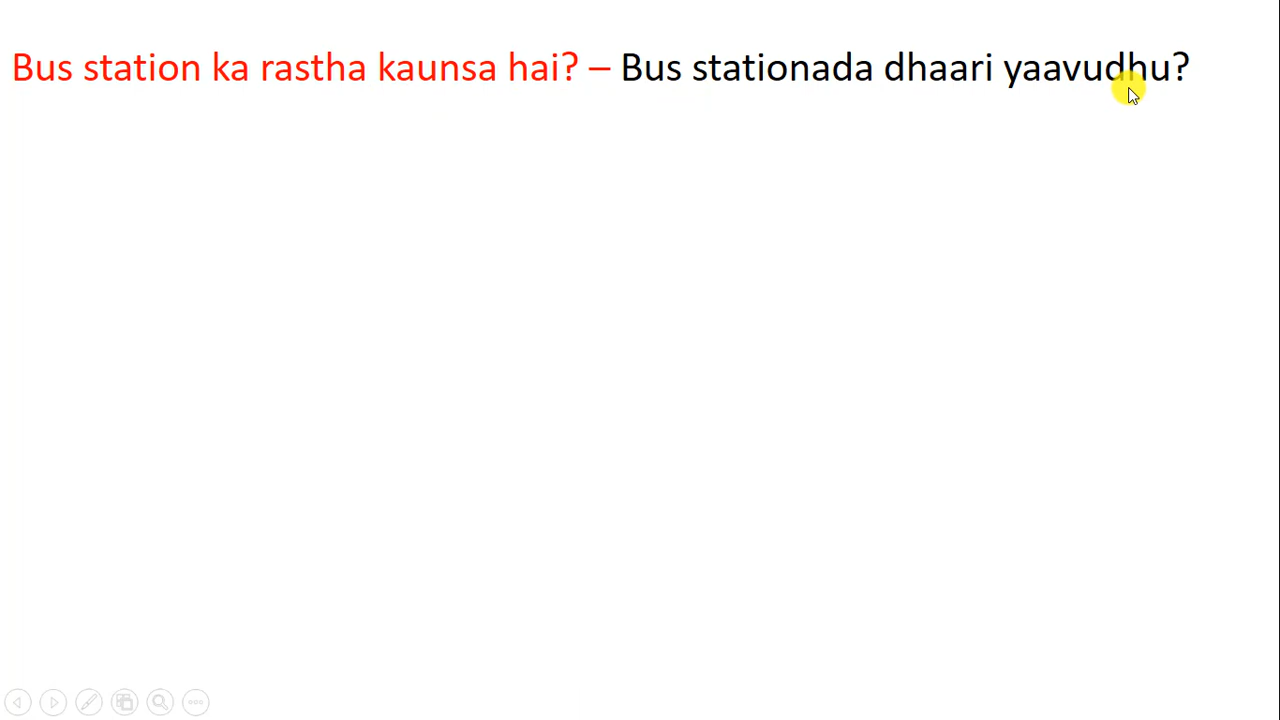 Bus station ka rastha kaunsa hai? – Bus stationada dhaari yaavudhu?